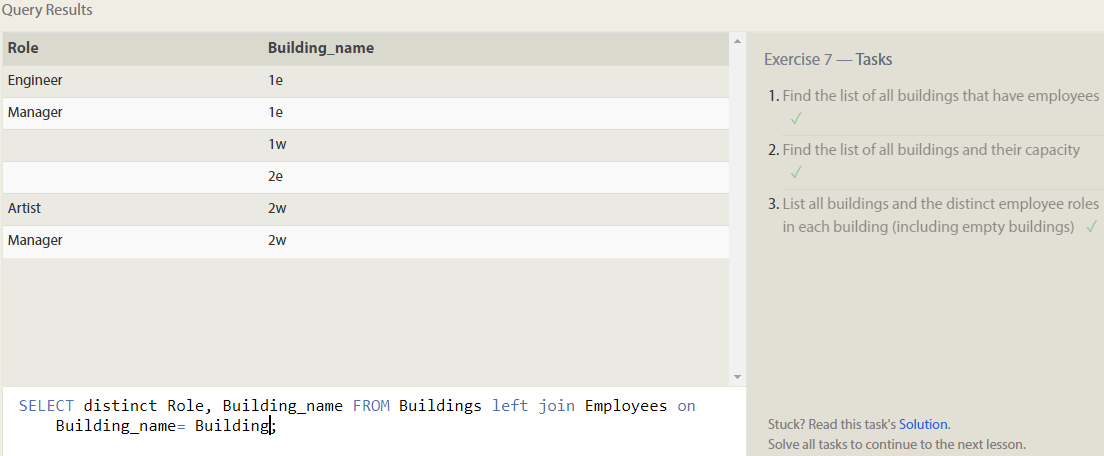 Query Results
Role Building_name
Engineer 1e
Manager 1e
1w
2e
Artist 2w
Manager 2w
SELECT distinct Role, Building_name FROM Buildings left join Employees on
Building_name= Building;
Exercise 7 — Tasks
1. Find the list of all buildings that have employees
✓
2. Find the list of all buildings and their capacity
✓
3. List all buildings and the distinct employee roles
in each building (including empty buildings) ✓
Stuck? Read this task's Solution.
Solve all tasks to continue to the next lesson.